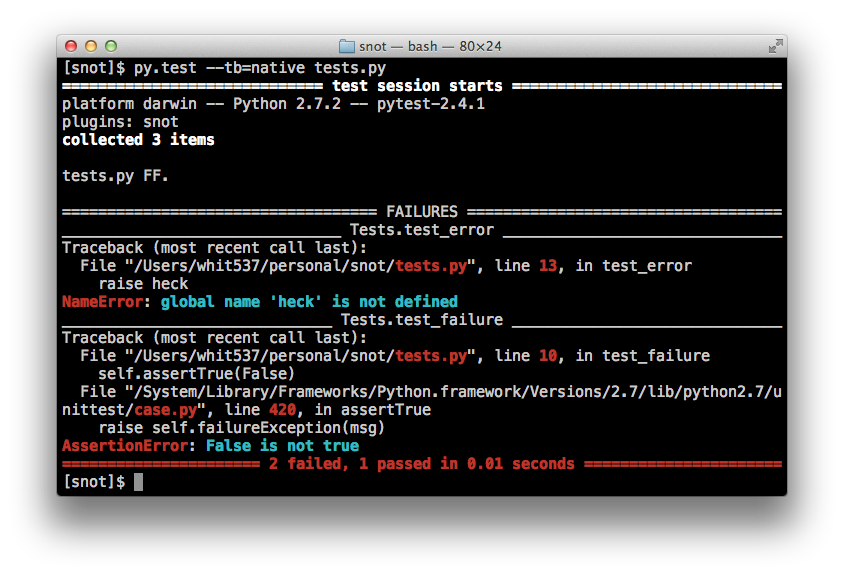 snot — bash — 80×24
[snot]$ py.test --tb=native tests.py
============================= test session starts ==============================
platform darwin -- Python 2.7.2 -- pytest-2.4.1
plugins: snot
collected 3 items
tests.py FF.
=================================== FAILURES ===================================
_______________________________ Tests.test_error _______________________________
Traceback (most recent call last):
  File "/Users/whit537/personal/snot/tests.py", line 13, in test_error
    raise heck
NameError: global name 'heck' is not defined
______________________________ Tests.test_failure ______________________________
Traceback (most recent call last):
  File "/Users/whit537/personal/snot/tests.py", line 10, in test_failure
    self.assertTrue(False)
  File "/System/Library/Frameworks/Python.framework/Versions/2.7/lib/python2.7/u
nittest/case.py", line 420, in assertTrue
    raise self.failureException(msg)
AssertionError: False is not true
====================== 2 failed, 1 passed in 0.01 seconds ======================
[snot]$